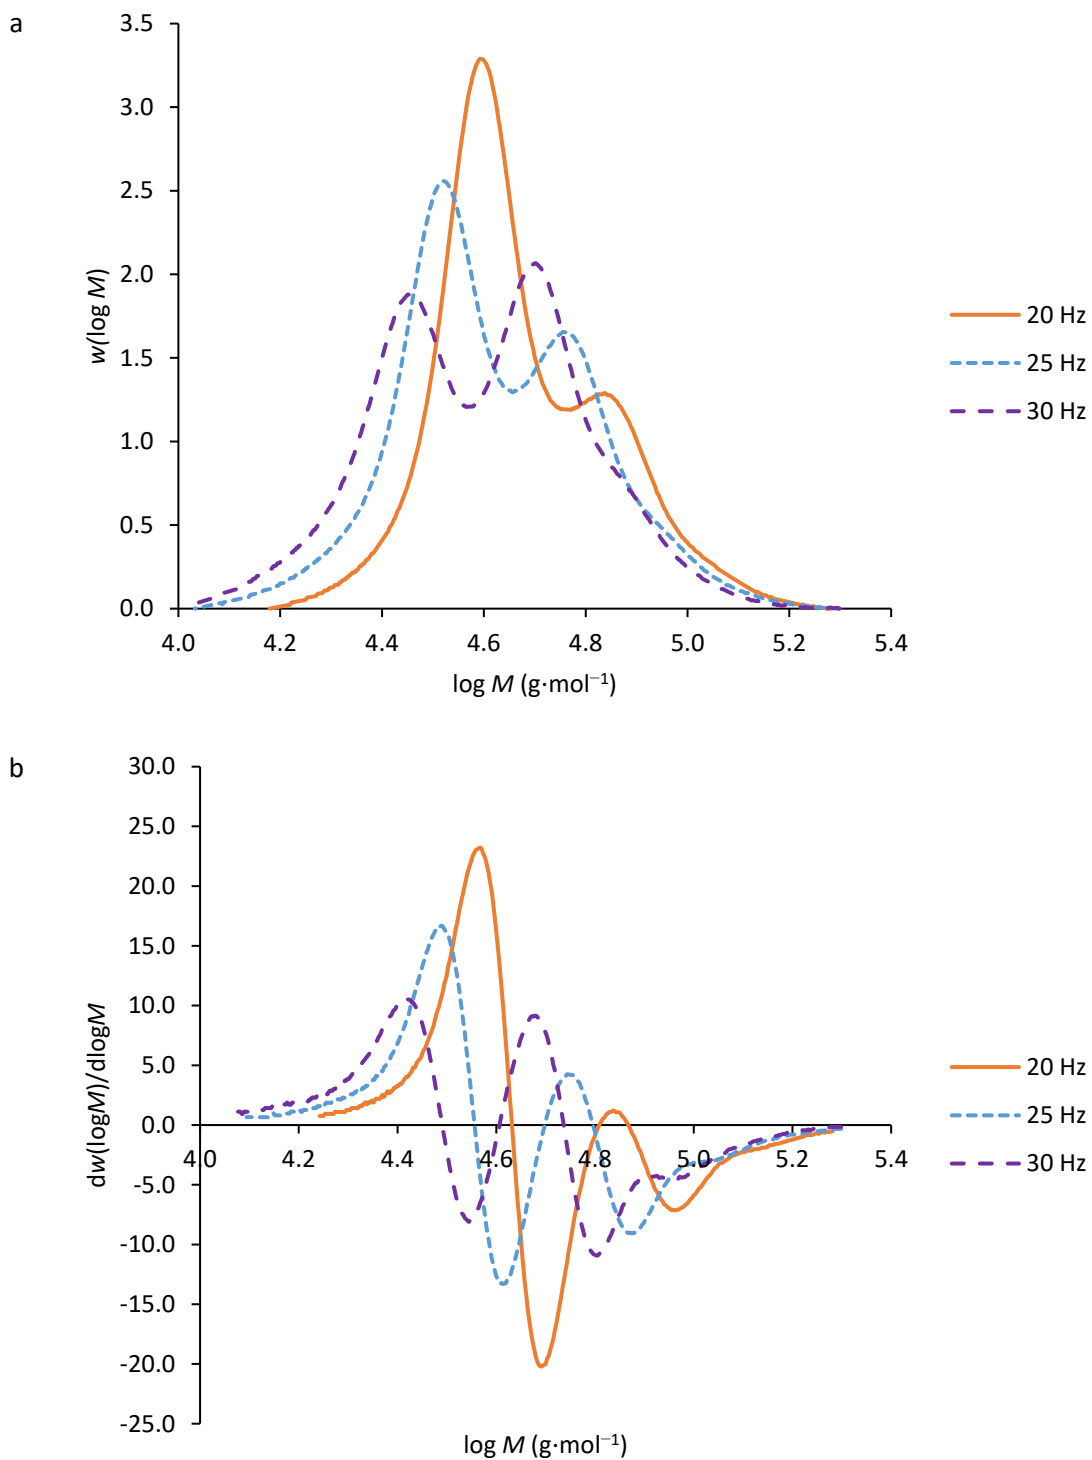 a
3.5
3.0
2.5
2.0
1.5
1.0
0.5
0.0
w(log M)
4.0 4.2 4.4 4.6 4.8 5.0 5.2 5.4
log M (g·mol⁻¹)
20 Hz
25 Hz
30 Hz
b
30.0
25.0
20.0
15.0
10.0
5.0
0.0
-5.0
-10.0
-15.0
-20.0
-25.0
dw(logM)/dlogM
4.0 4.2 4.4 4.6 4.8 5.0 5.2 5.4
log M (g·mol⁻¹)
20 Hz
25 Hz
30 Hz